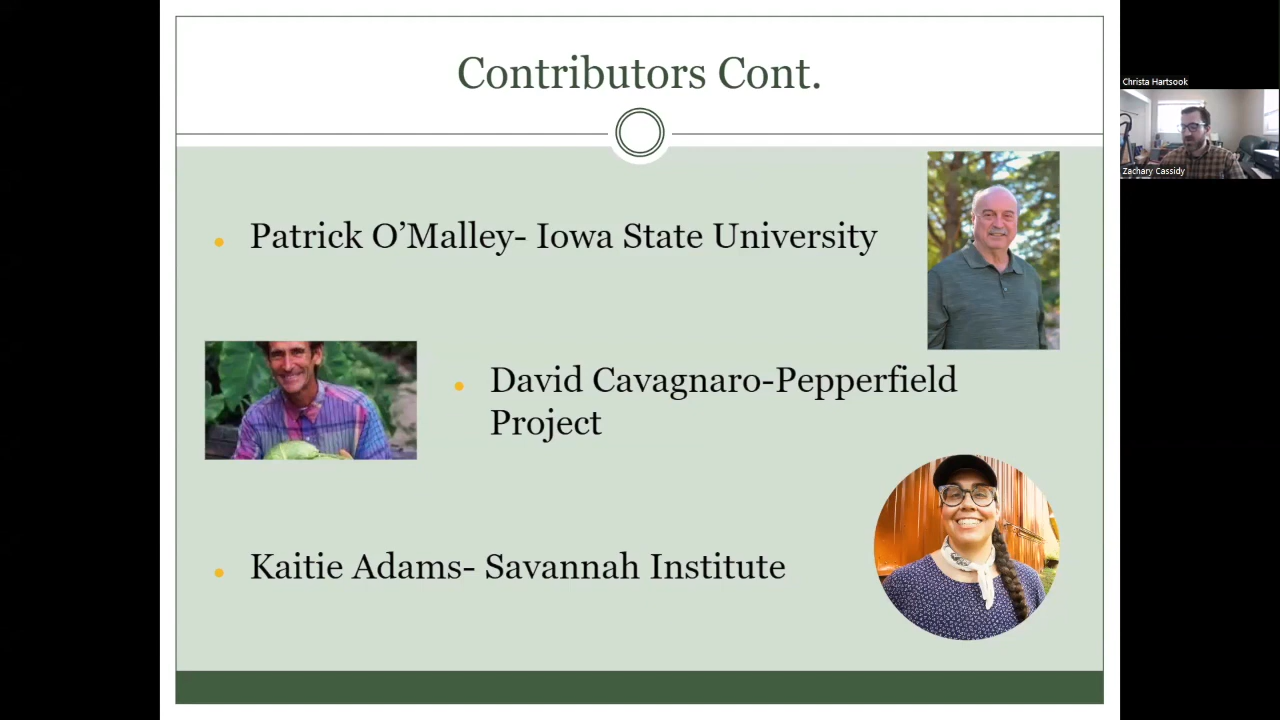 Contributors Cont.
Christa Hartsook
Zachary Cassidy
Patrick O’Malley- Iowa State University
David Cavagnaro-Pepperfield
Project
Kaitie Adams- Savannah Institute